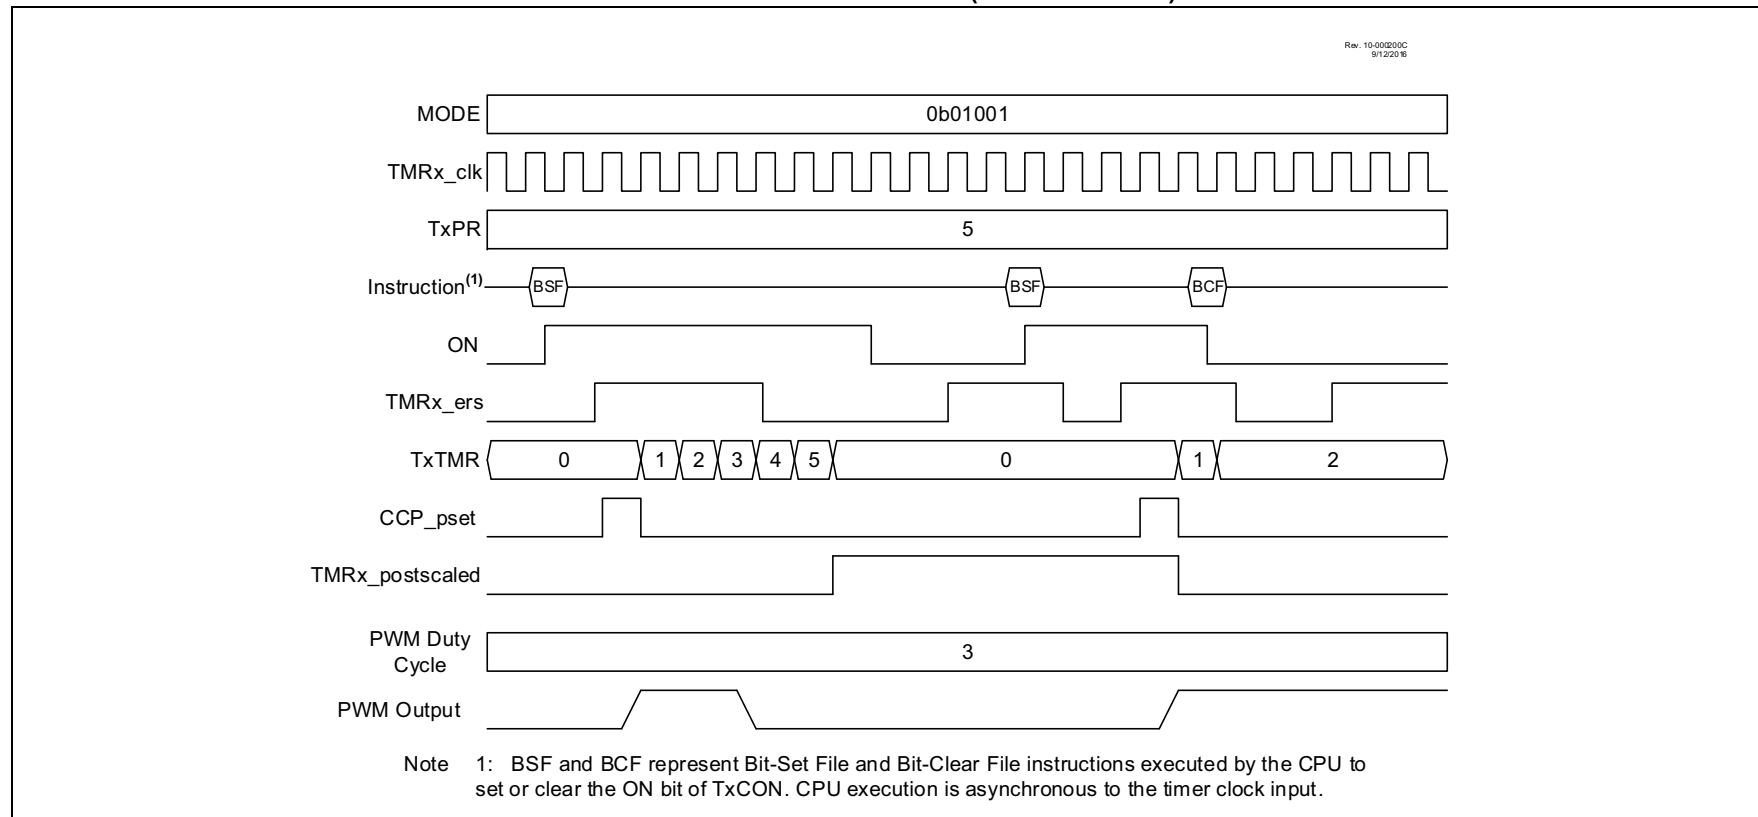 Rev. 10-000200C
9/12/2016
MODE 0b01001
TMRx_clk
TxPR 5
Instruction(1) BSF BSF BCF
ON
TMRx_ers
TxTMR 0 1 2 3 4 5 0 1 2
CCP_pset
TMRx_postscaled
PWM Duty
Cycle 3
PWM Output
Note 1: BSF and BCF represent Bit-Set File and Bit-Clear File instructions executed by the CPU to
set or clear the ON bit of TxCON. CPU execution is asynchronous to the timer clock input.